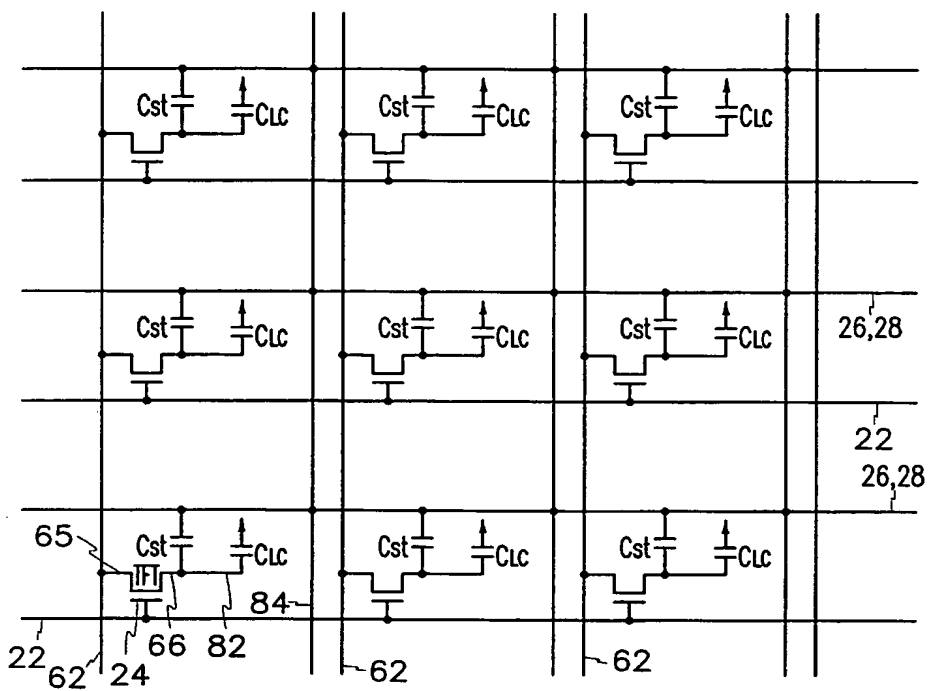 Cst CLC Cst CLC Cst CLC
Cst CLC Cst CLC Cst CLC
26,28
22
26,28
65 TFT Cst CLC Cst CLC Cst CLC
22 62 24 66 82 84 62 62